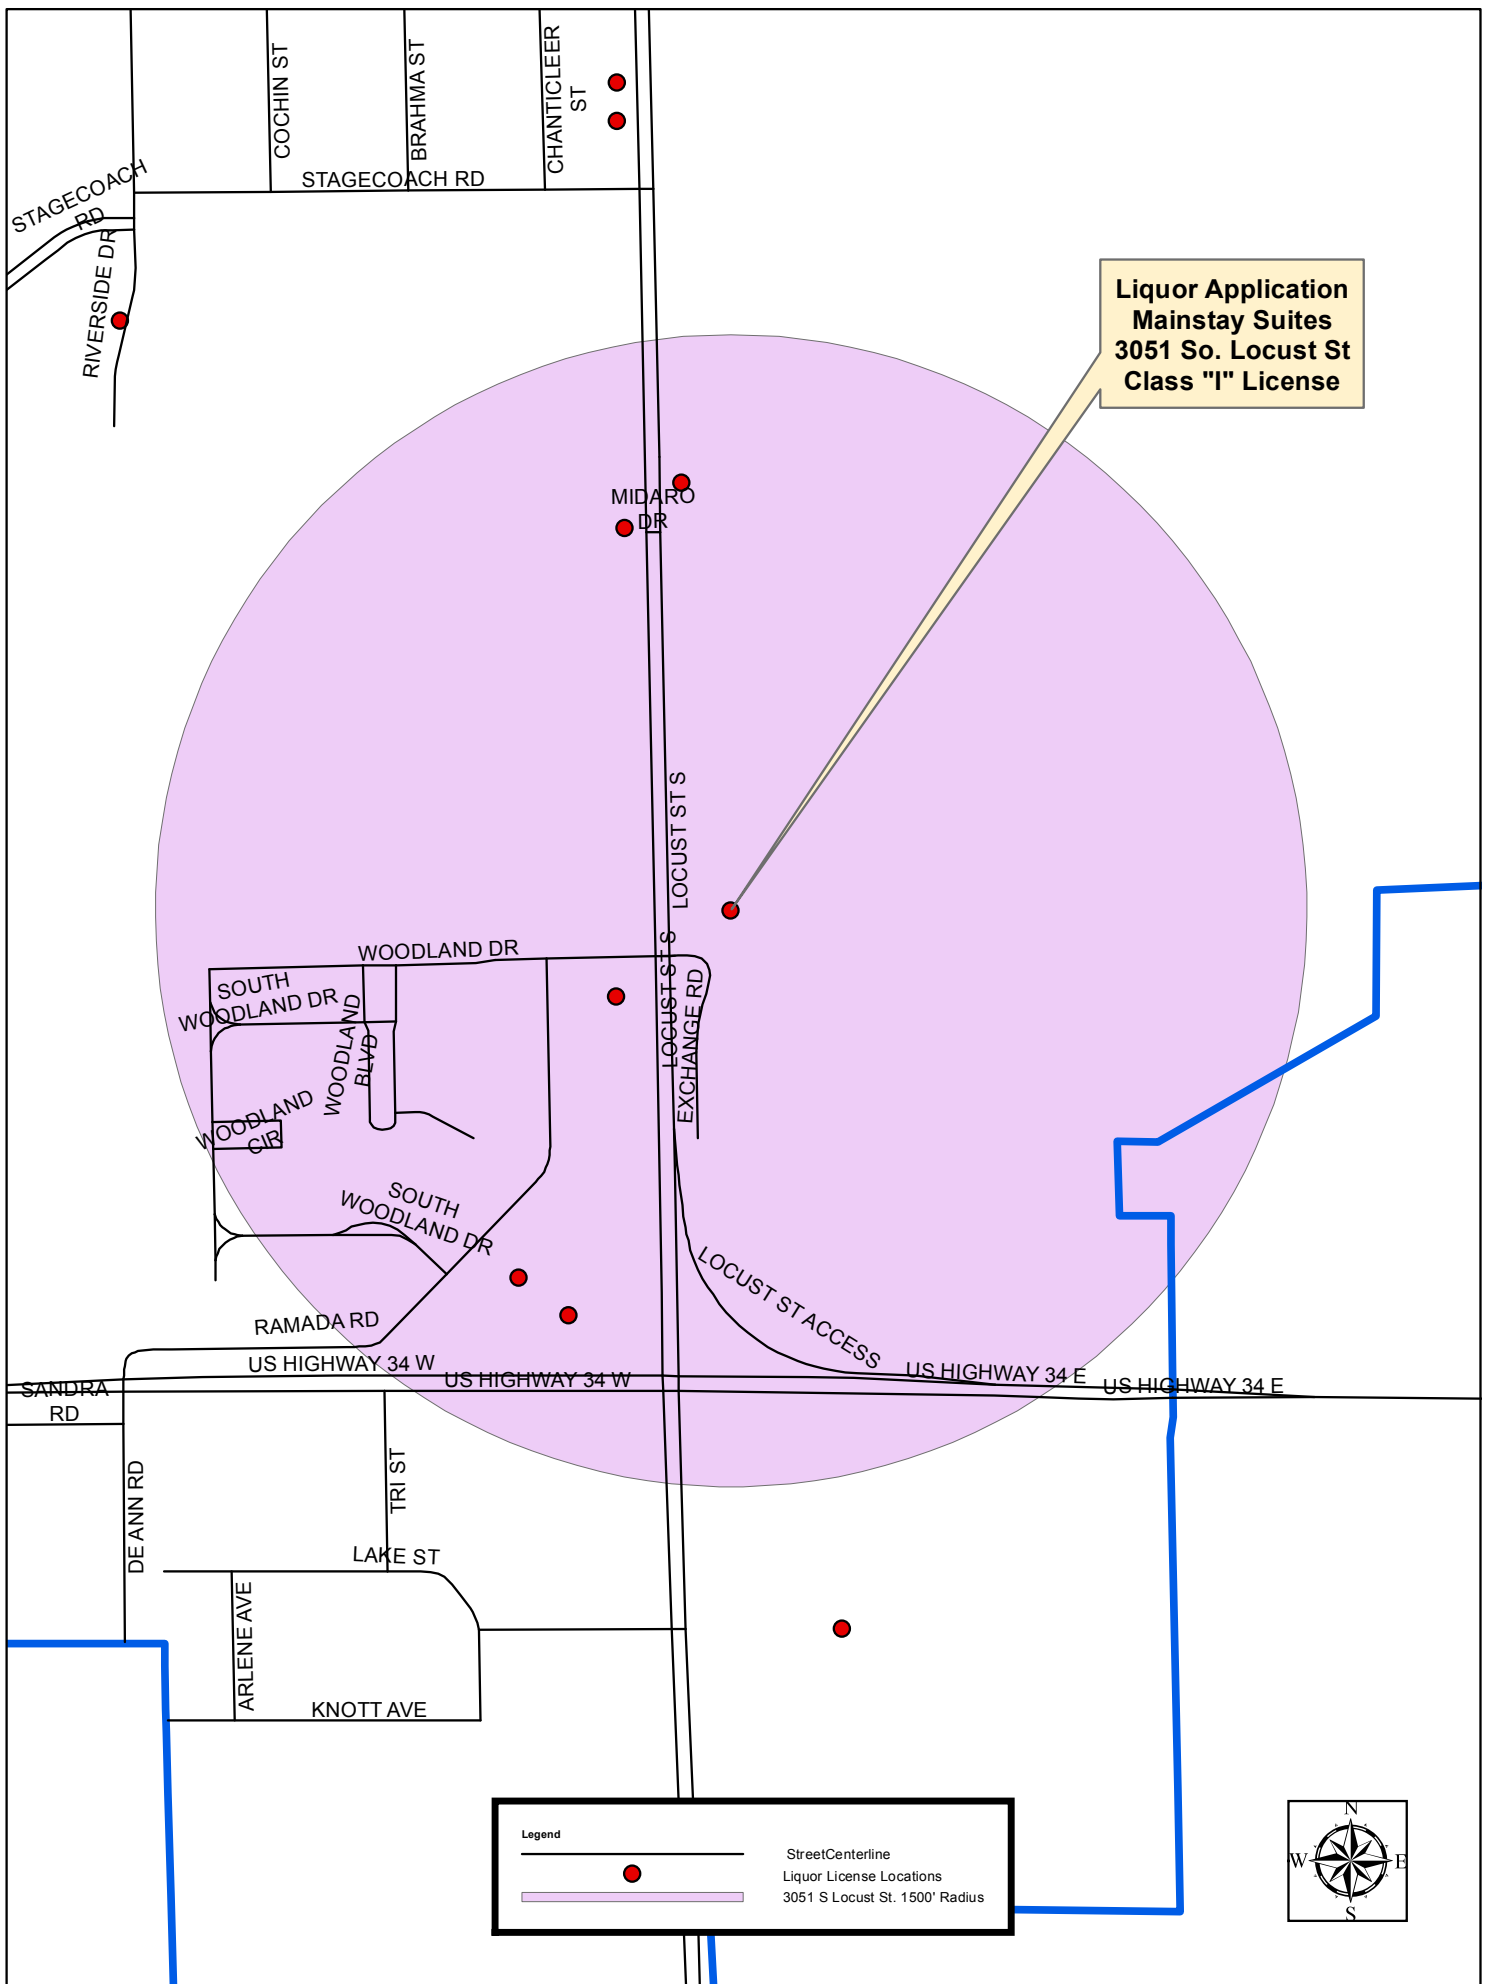 COCHIN ST
BRAHMA ST
CHANTICLEER
ST
STAGECOACH RD
STAGECOACH
RD
RIVERSIDE DR
Liquor Application
Mainstay Suites
3051 So. Locust St
Class "I" License
MIDARO
DR
LOCUST ST S
LOCUST ST S
WOODLAND DR
SOUTH
WOODLAND DR
WOODLAND
BLVD
EXCHANGE RD
WOODLAND
CIR
SOUTH
WOODLAND DR
LOCUST ST ACCESS
RAMADA RD
US HIGHWAY 34 W
US HIGHWAY 34 W
US HIGHWAY 34 E
US HIGHWAY 34 E
SANDRA
RD
DE ANN RD
TRI ST
LAKE ST
ARLENE AVE
KNOTT AVE
Legend
StreetCenterline
Liquor License Locations
3051 S Locust St. 1500' Radius
N
W
E
S